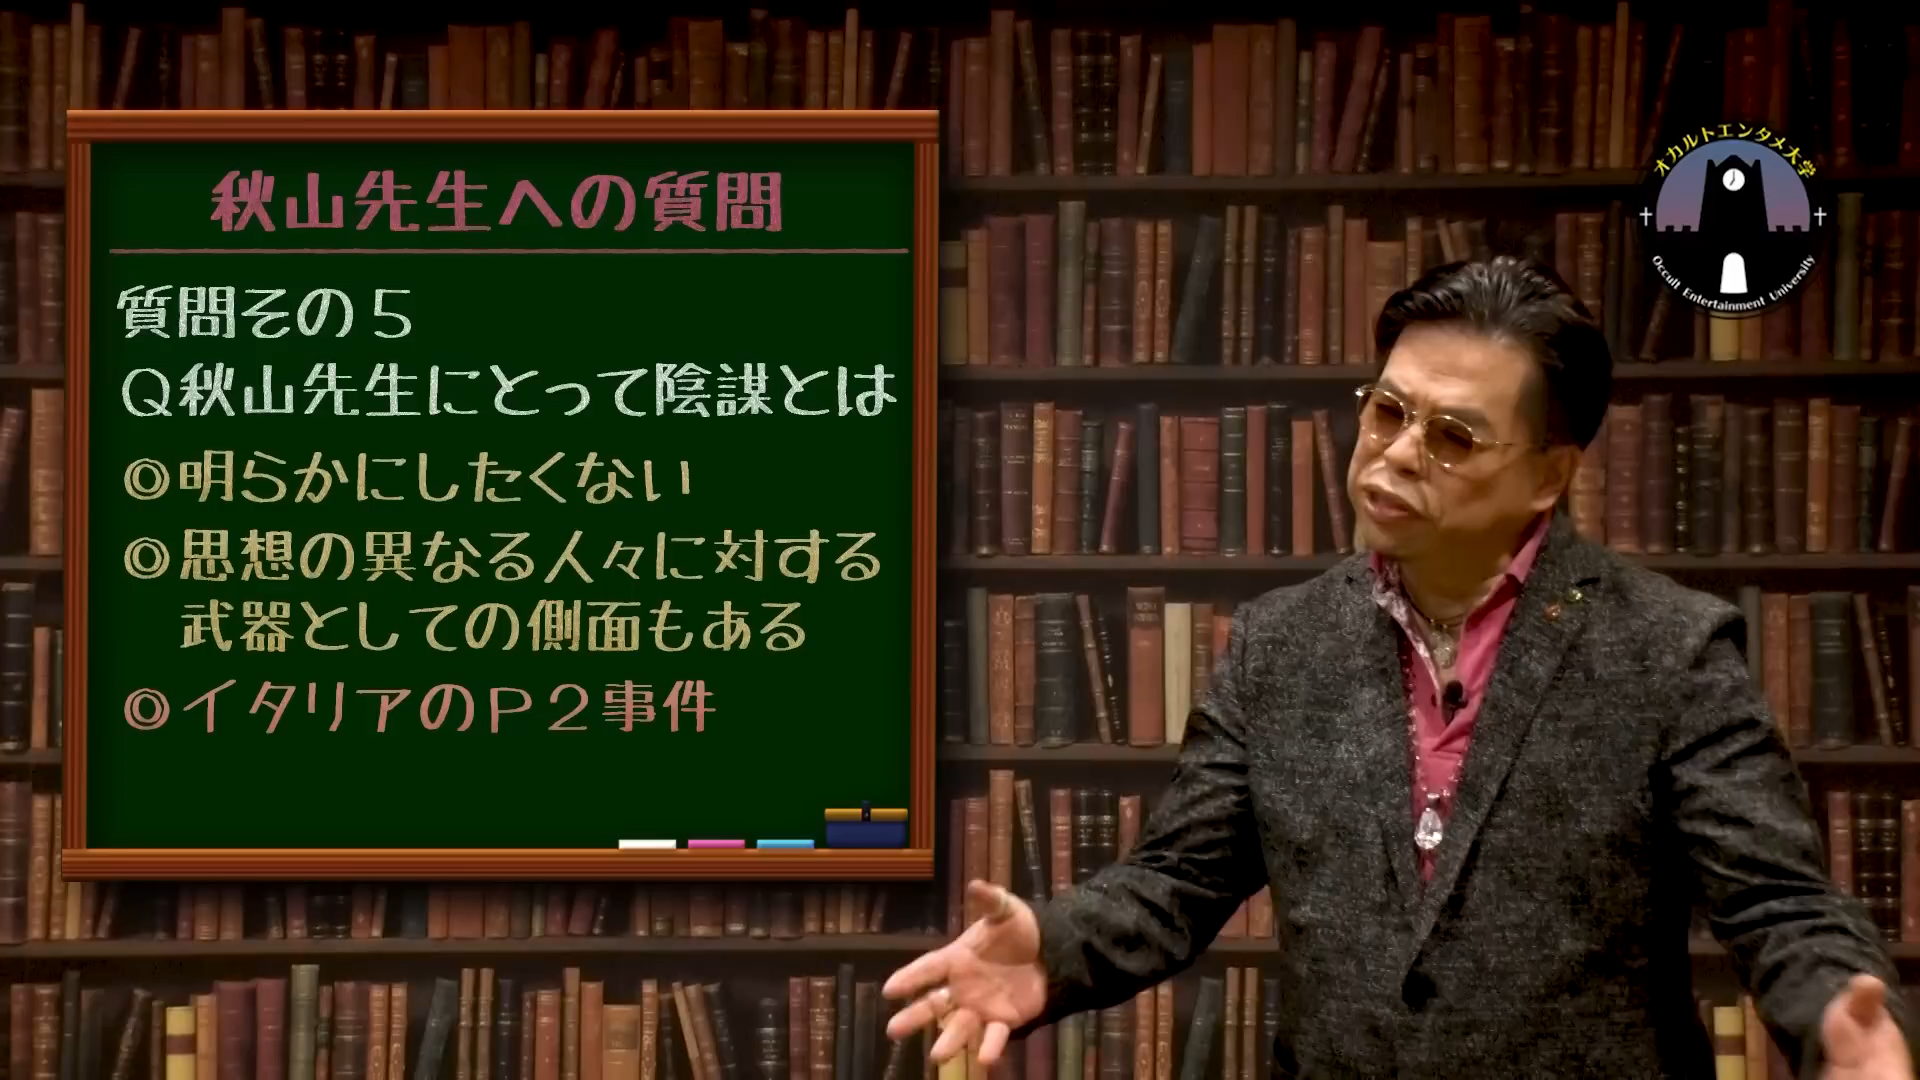 秋山先生への質問
質問その５
Ｑ秋山先生にとって陰謀とは
◎明らかにしたくない
◎思想の異なる人々に対する
武器としての側面もある
◎イタリアのＰ２事件
オカルトエンタメ大学
Occult Entertainment University